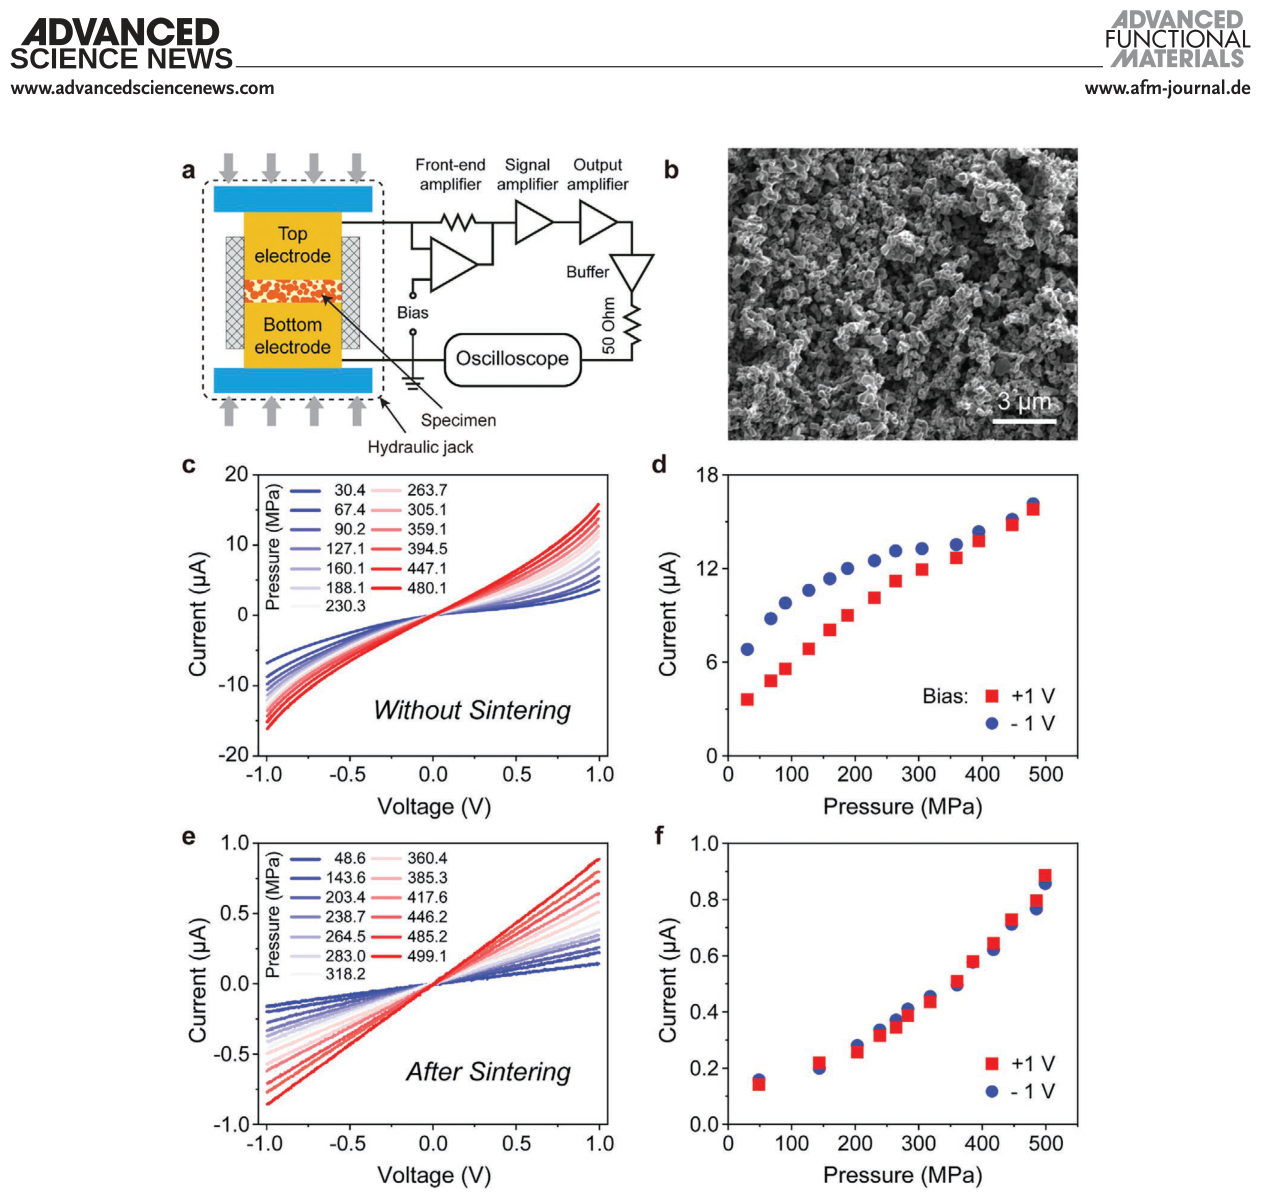 ADVANCED
SCIENCE NEWS
www.advancedsciencenews.com
ADVANCED
FUNCTIONAL
MATERIALS
www.afm-journal.de
a
Front-end
amplifier
Signal
amplifier
Output
amplifier
Top
electrode
Buffer
Bias
50 Ohm
Bottom
electrode
Oscilloscope
Specimen
Hydraulic jack
b
3 μm
c
20
10
0
-10
-20
Current (μA)
Pressure (MPa)
30.4
67.4
90.2
127.1
160.1
188.1
230.3
263.7
305.1
359.1
394.5
447.1
480.1
Without Sintering
-1.0 -0.5 0.0 0.5 1.0
Voltage (V)
d
18
12
6
0
Current (μA)
Bias: +1 V
- 1 V
0 100 200 300 400 500
Pressure (MPa)
e
1.0
0.5
0.0
-0.5
-1.0
Current (μA)
Pressure (MPa)
48.6
143.6
203.4
238.7
264.5
283.0
318.2
360.4
385.3
417.6
446.2
485.2
499.1
After Sintering
-1.0 -0.5 0.0 0.5 1.0
Voltage (V)
f
1.0
0.8
0.6
0.4
0.2
0.0
Current (μA)
+1 V
- 1 V
0 100 200 300 400 500
Pressure (MPa)